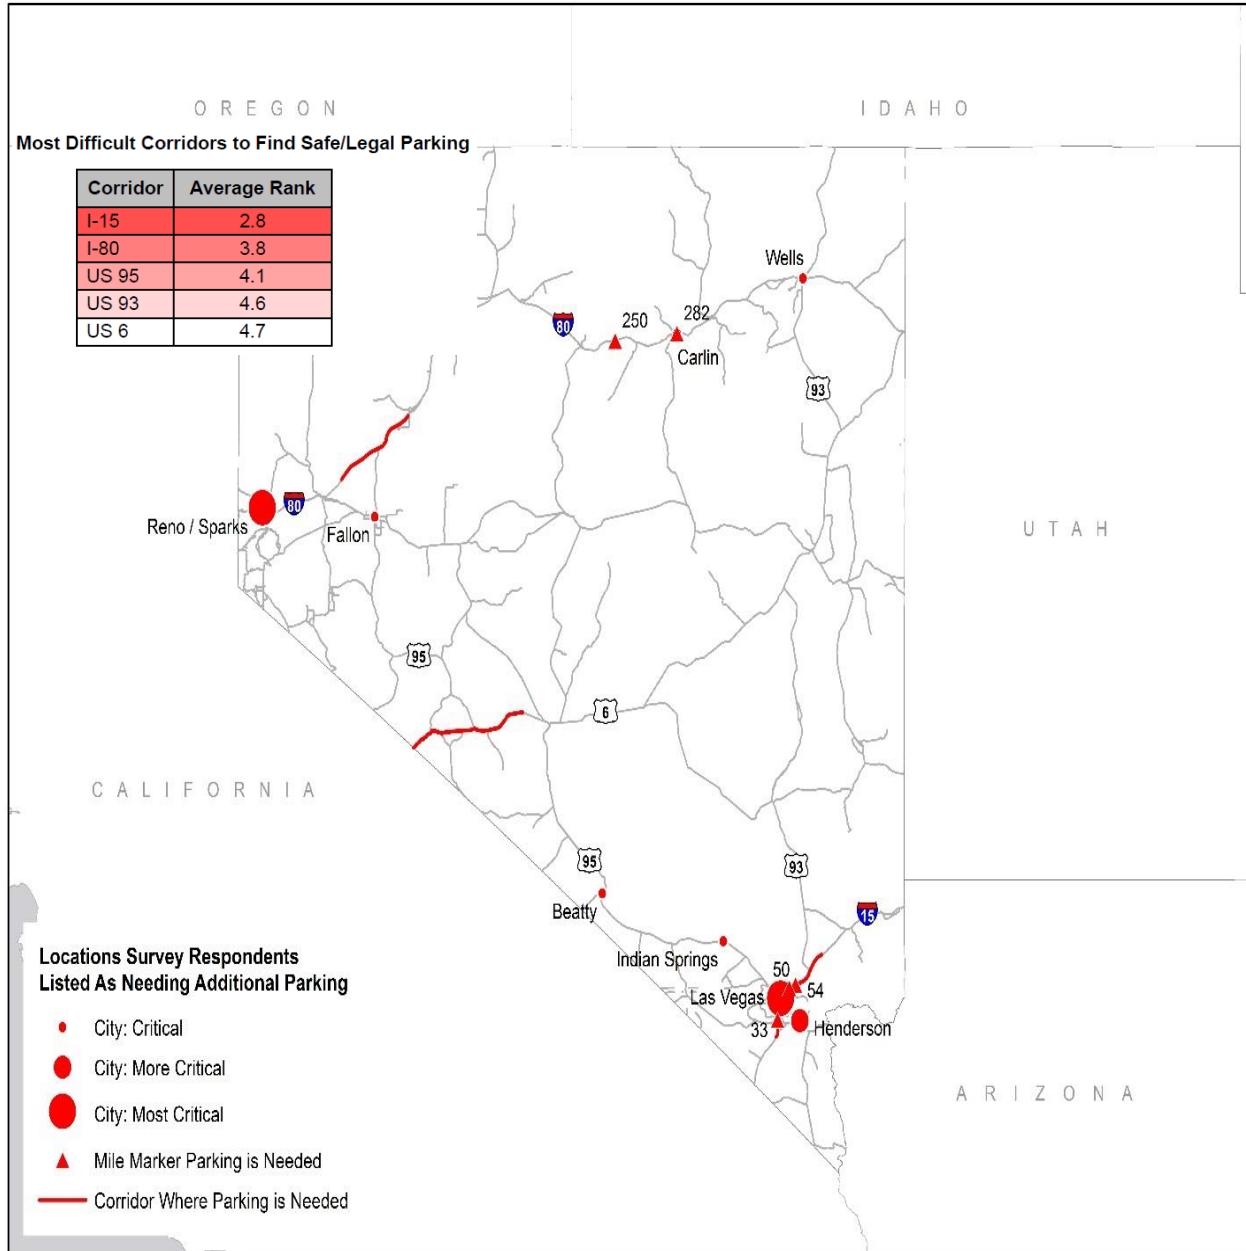 OREGON
IDAHO
Most Difficult Corridors to Find Safe/Legal Parking
Corridor Average Rank
I-15 2.8
I-80 3.8
US 95 4.1
US 93 4.6
US 6 4.7
Wells
80
250
282
Carlin
93
80
Reno / Sparks
Fallon
UTAH
95
6
CALIFORNIA
95
93
Beatty
15
Indian Springs
50
Las Vegas
54
33
Henderson
ARIZONA
Locations Survey Respondents
Listed As Needing Additional Parking
City: Critical
City: More Critical
City: Most Critical
Mile Marker Parking is Needed
Corridor Where Parking is Needed